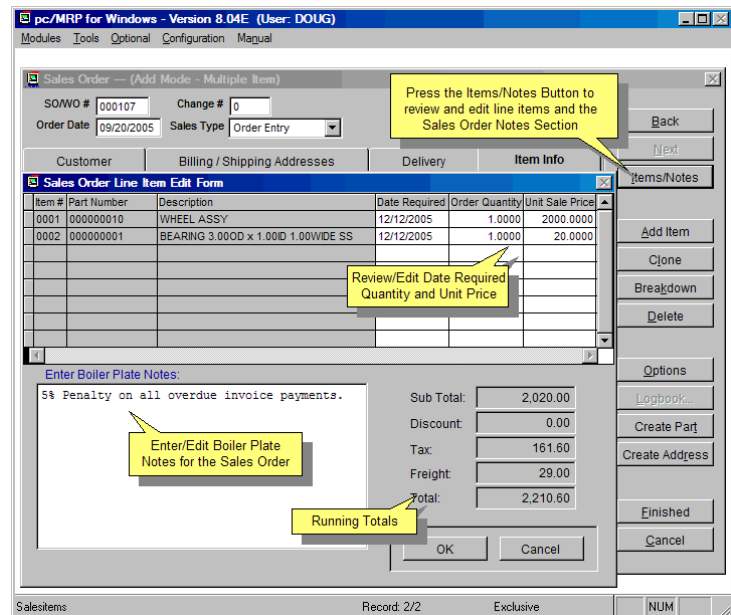 pc/MRP for Windows - Version 8.04E (User: DOUG)
Modules Tools Optional Configuration Manual
Sales Order — (Add Mode - Multiple Item)
SO/WO # 000107 Change # 0
Order Date 09/20/2005 Sales Type Order Entry
Press the Items/Notes Button to
review and edit line items and the
Sales Order Notes Section
Back
Next
Items/Notes
Customer Billing / Shipping Addresses Delivery Item Info
Sales Order Line Item Edit Form
Item # Part Number Description Date Required Order Quantity Unit Sale Price
0001 000000010 WHEEL ASSY 12/12/2005 1.0000 2000.0000
0002 000000001 BEARING 3.00OD x 1.00ID 1.00WIDE SS 12/12/2005 1.0000 20.0000
Review/Edit Date Required
Quantity and Unit Price
Add Item
Clone
Breakdown
Delete
Enter Boiler Plate Notes:
5% Penalty on all overdue invoice payments.
Enter/Edit Boiler Plate
Notes for the Sales Order
Sub Total: 2,020.00
Discount: 0.00
Tax: 161.60
Freight: 29.00
Total: 2,210.60
Running Totals
OK Cancel
Options
Logbook...
Create Part
Create Address
Finished
Cancel
Salesitems Record: 2/2 Exclusive NUM